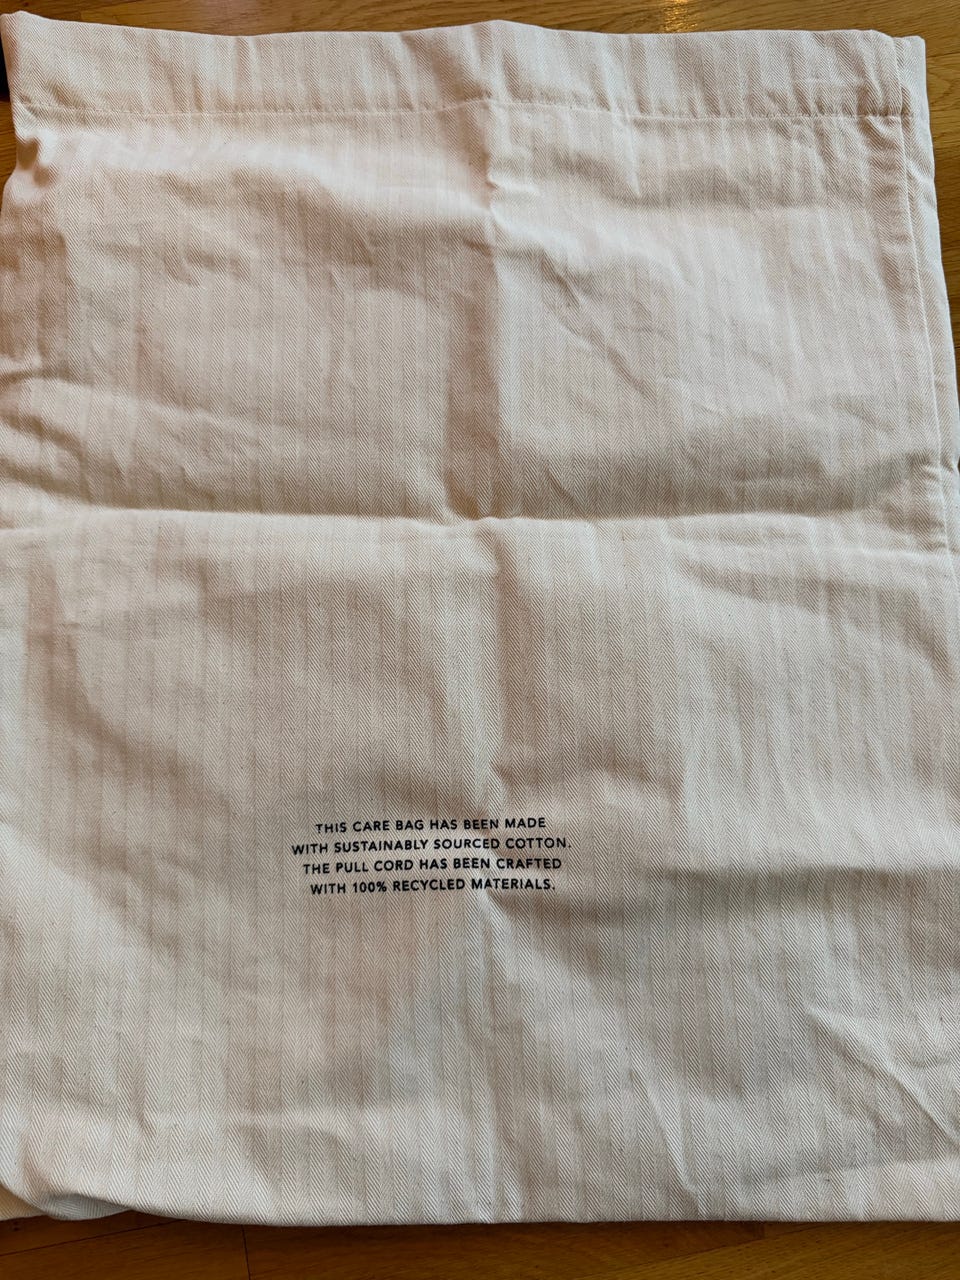 THIS CARE BAG HAS BEEN MADE
WITH SUSTAINABLY SOURCED COTTON.
THE PULL CORD HAS BEEN CRAFTED
WITH 100% RECYCLED MATERIALS.